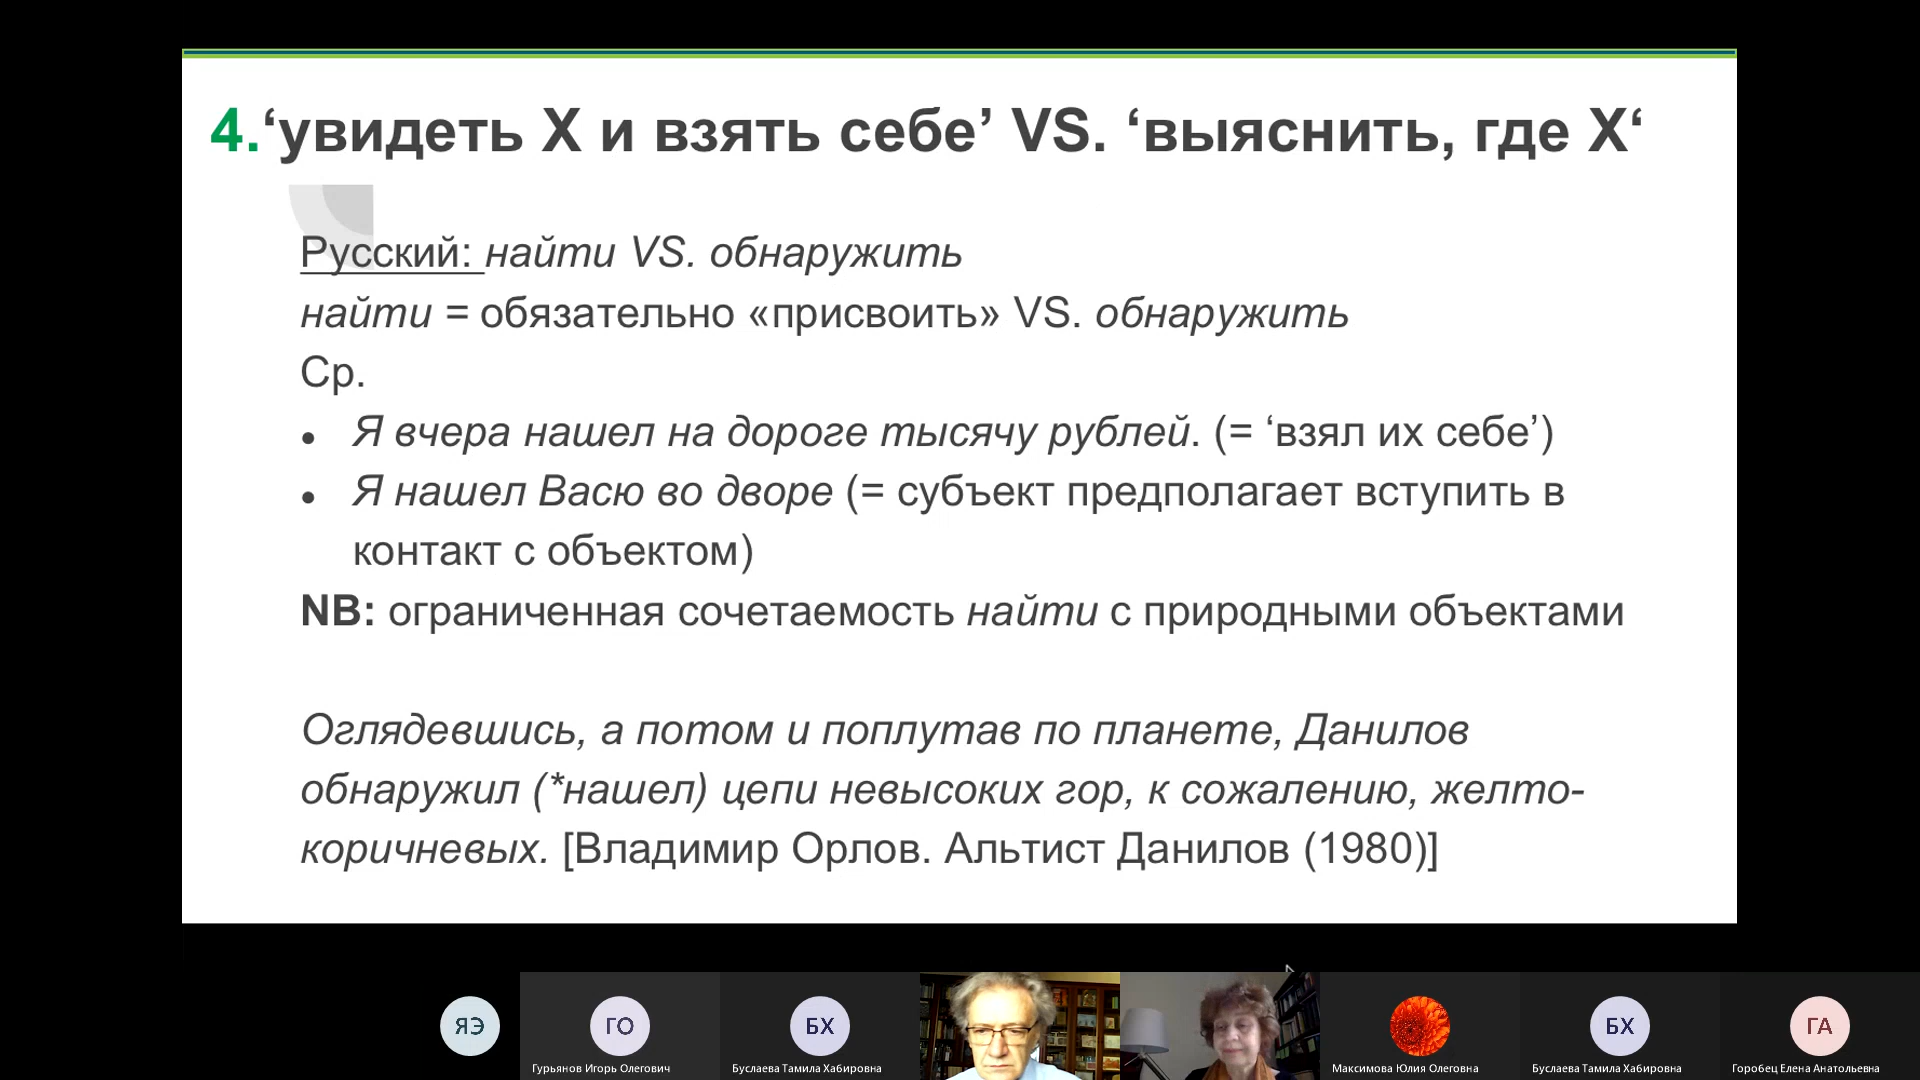 4.‘увидеть Х и взять себе’ VS. ‘выяснить, где Х‘
Русский: найти VS. обнаружить
найти = обязательно «присвоить» VS. обнаружить
Ср.
● Я вчера нашел на дороге тысячу рублей. (= ‘взял их себе’)
● Я нашел Васю во дворе (= субъект предполагает вступить в
контакт с объектом)
NB: ограниченная сочетаемость найти с природными объектами
Оглядевшись, а потом и поплутав по планете, Данилов
обнаружил (*нашел) цепи невысоких гор, к сожалению, желто-
коричневых. [Владимир Орлов. Альтист Данилов (1980)]
ЯЭ ГО БХ БХ ГА
Гурьянов Игорь Олегович Буслаева Тамила Хабировна Максимова Юлия Олеговна Буслаева Тамила Хабировна Горобец Елена Анатольевна